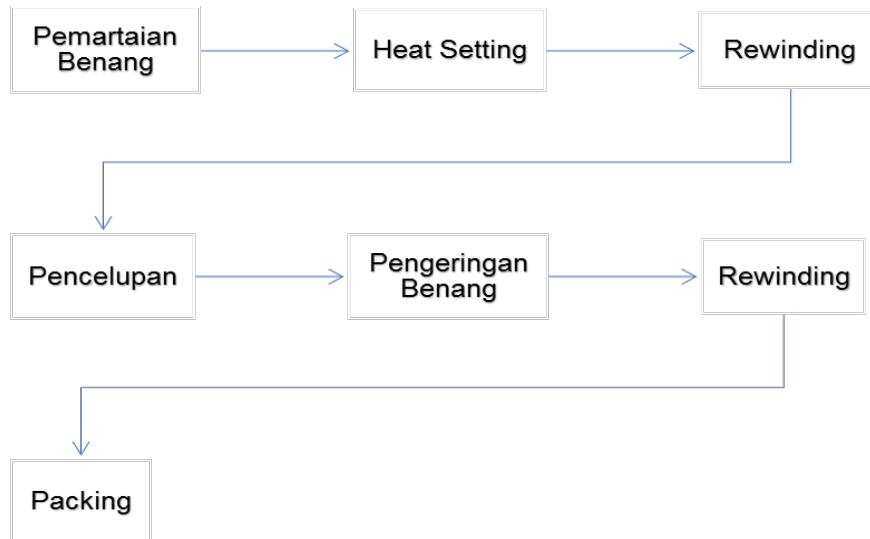 Pemartaian
Benang
Heat Setting
Rewinding
Pencelupan
Pengeringan
Benang
Rewinding
Packing